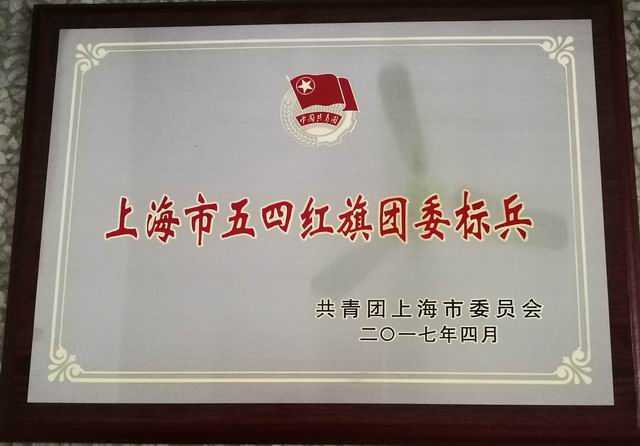 中国共青团
上海市五四红旗团委标兵
共青团上海市委员会
二〇一七年四月